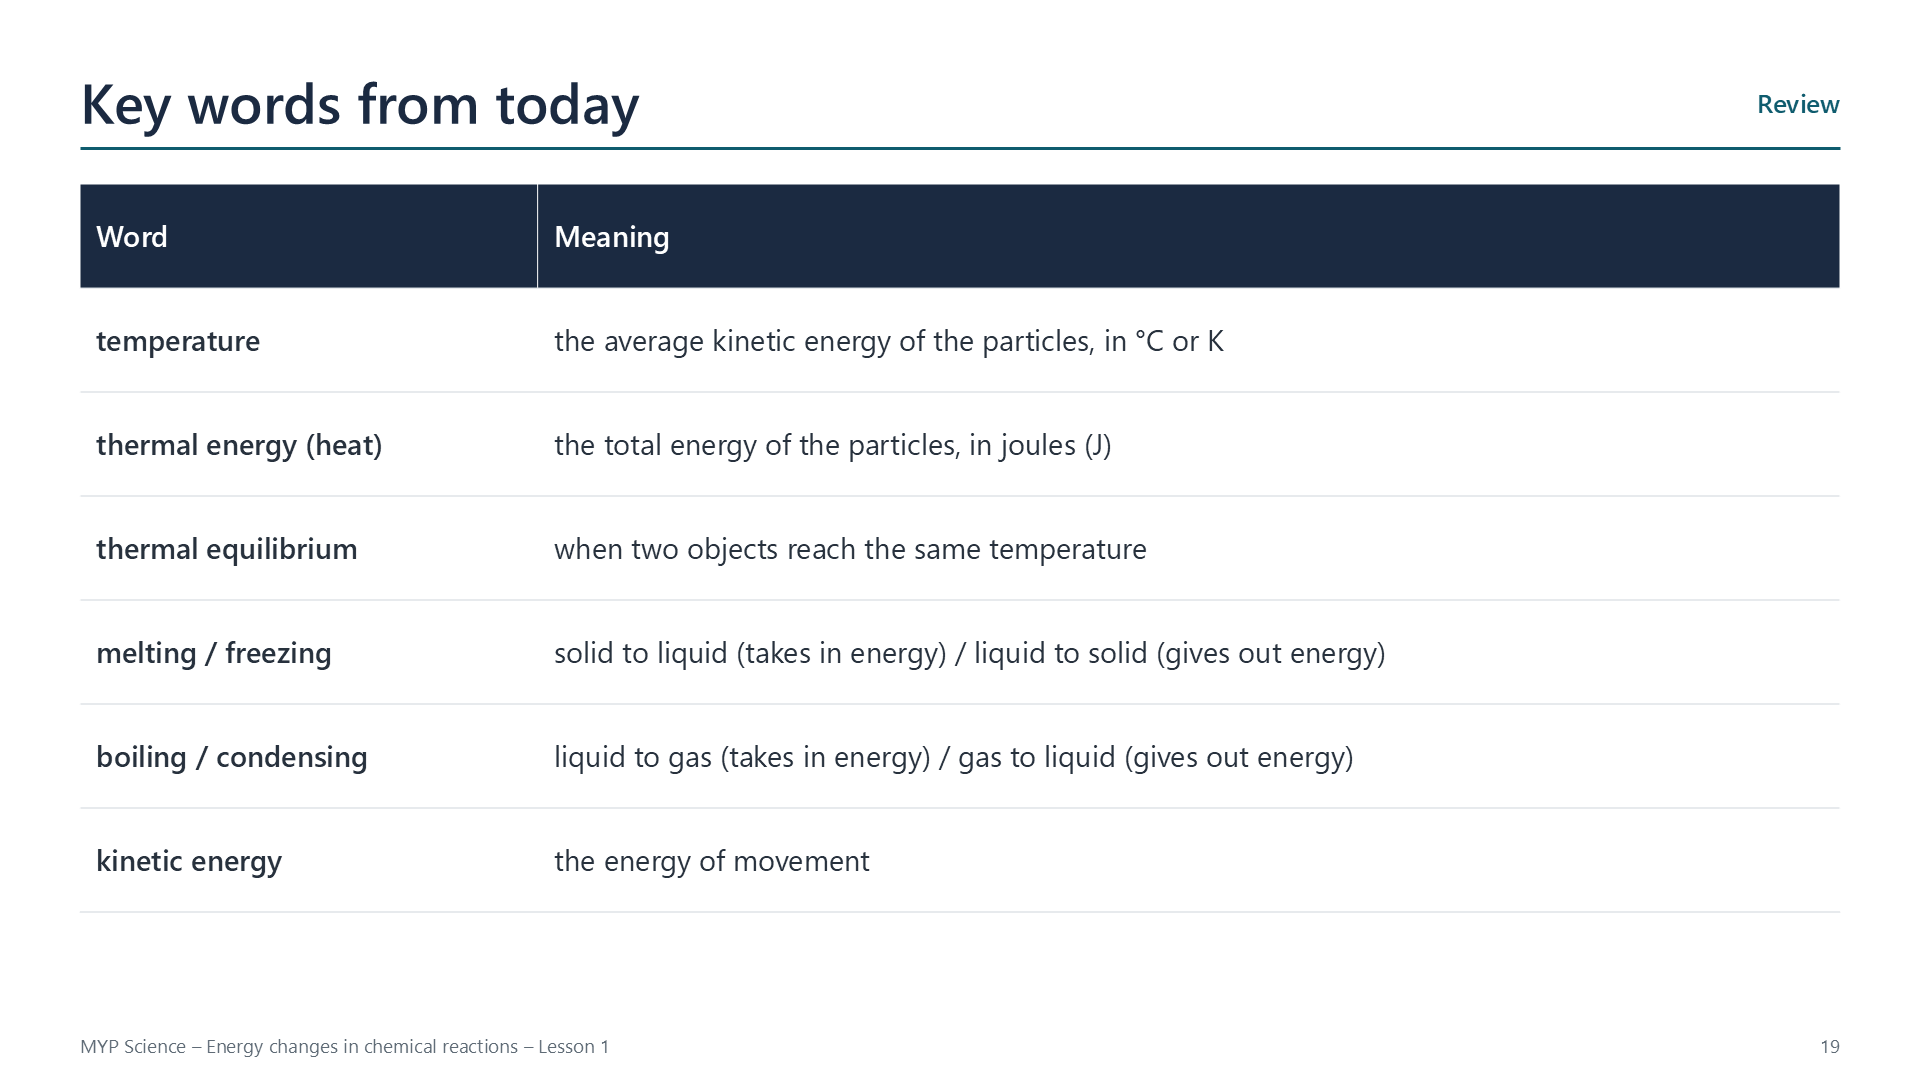 Key words from today
Review
Word Meaning
temperature the average kinetic energy of the particles, in °C or K
thermal energy (heat) the total energy of the particles, in joules (J)
thermal equilibrium when two objects reach the same temperature
melting / freezing solid to liquid (takes in energy) / liquid to solid (gives out energy)
boiling / condensing liquid to gas (takes in energy) / gas to liquid (gives out energy)
kinetic energy the energy of movement
MYP Science – Energy changes in chemical reactions – Lesson 1
19